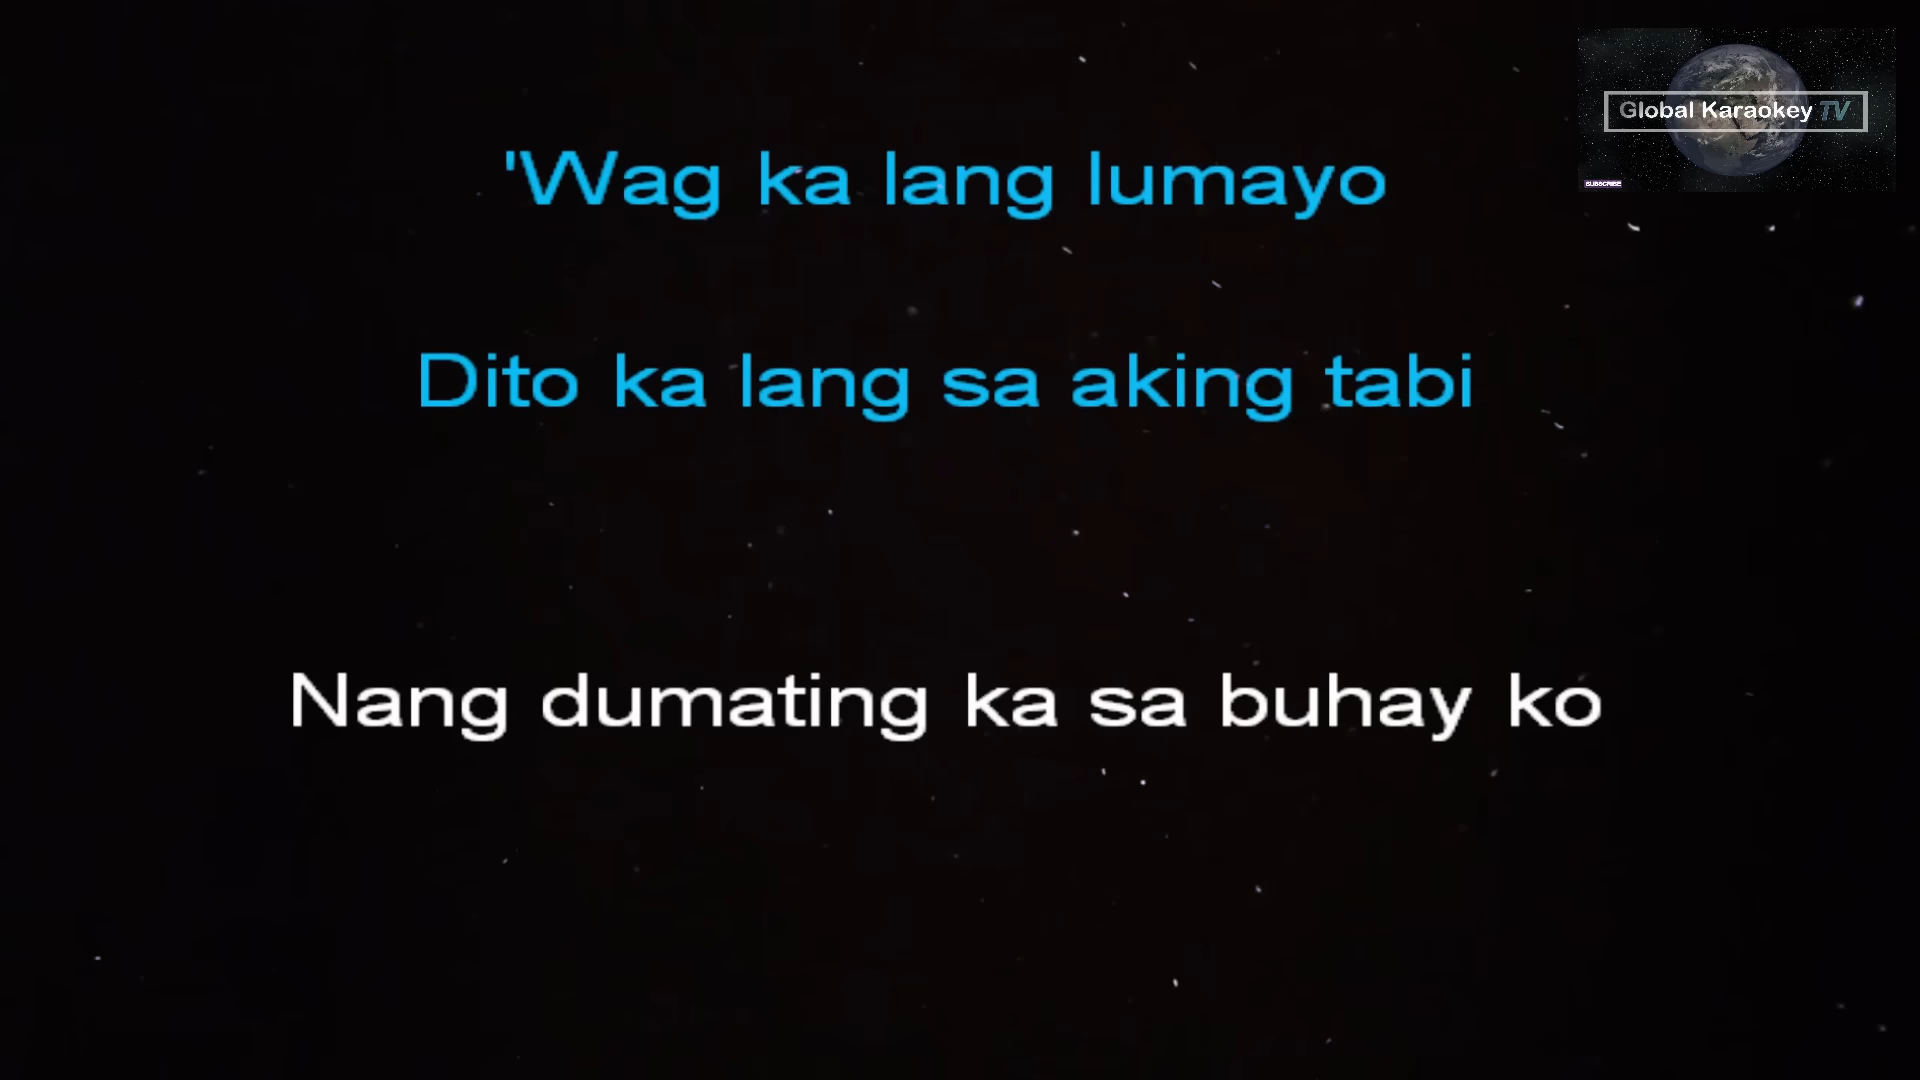 Global Karaokey TV
SUBSCRIBE
'Wag ka lang lumayo
Dito ka lang sa aking tabi
Nang dumating ka sa buhay ko